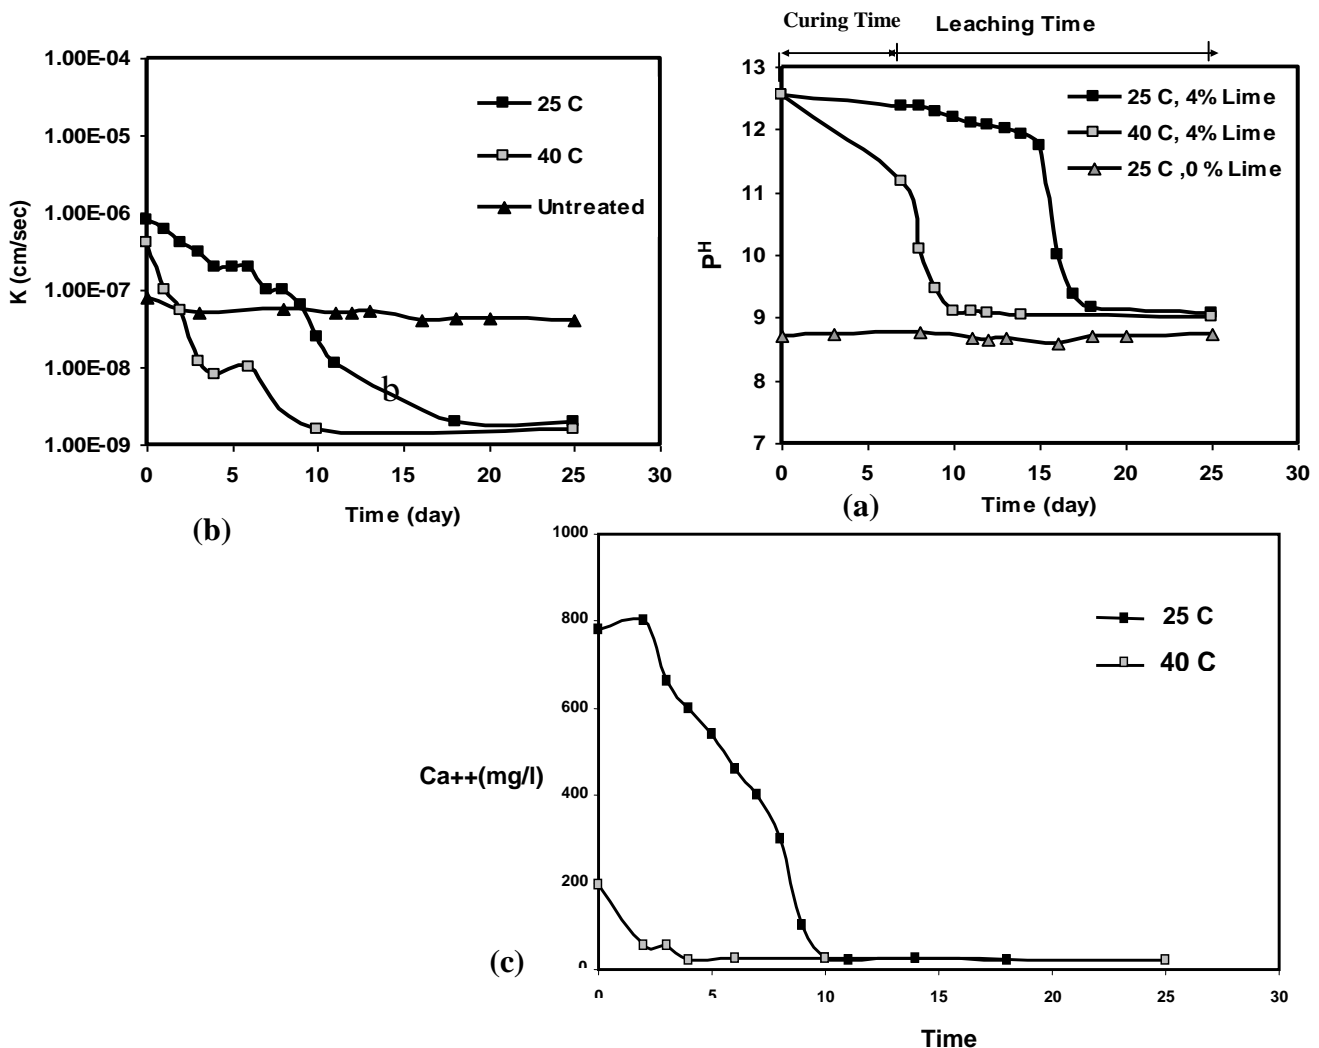 Curing Time
Leaching Time
1.00E-04
1.00E-05
1.00E-06
1.00E-07
1.00E-08
1.00E-09
K (cm/sec)
25 C
40 C
Untreated
b
0 5 10 15 20 25 30
Time (day)
(b)
13
12
11
10
9
8
7
P^H
25 C, 4% Lime
40 C, 4% Lime
25 C ,0 % Lime
0 5 10 15 20 25 30
Time (day)
(a)
1000
800
600
400
200
0
Ca++(mg/l)
25 C
40 C
(c)
0 5 10 15 20 25 30
Time